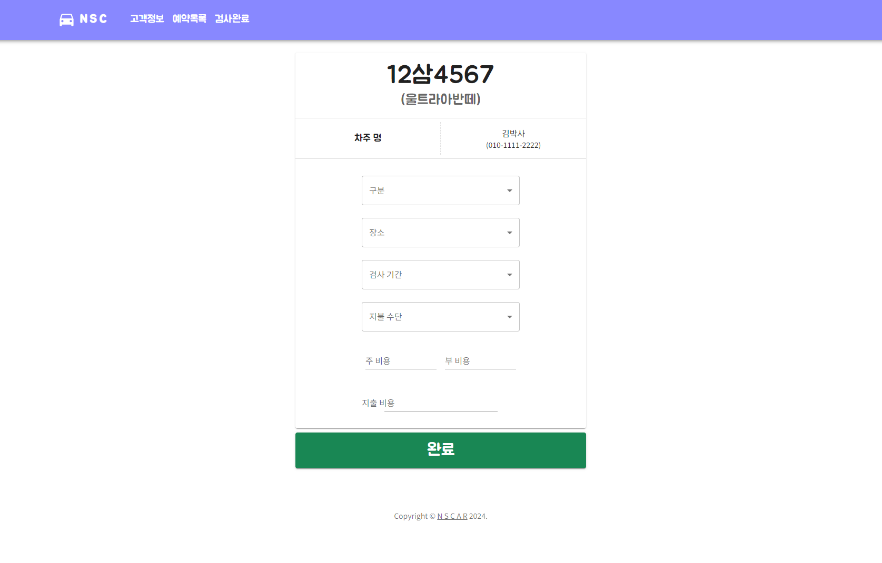 NSC 고객정보 예약목록 검사완료
12삼4567
(울트라아반떼)
차주 명
김박사
(010-1111-2222)
구분
장소
검사 기간
지불 수단
주 비용 부 비용
지출 비용
완료
Copyright © N S C A R 2024.